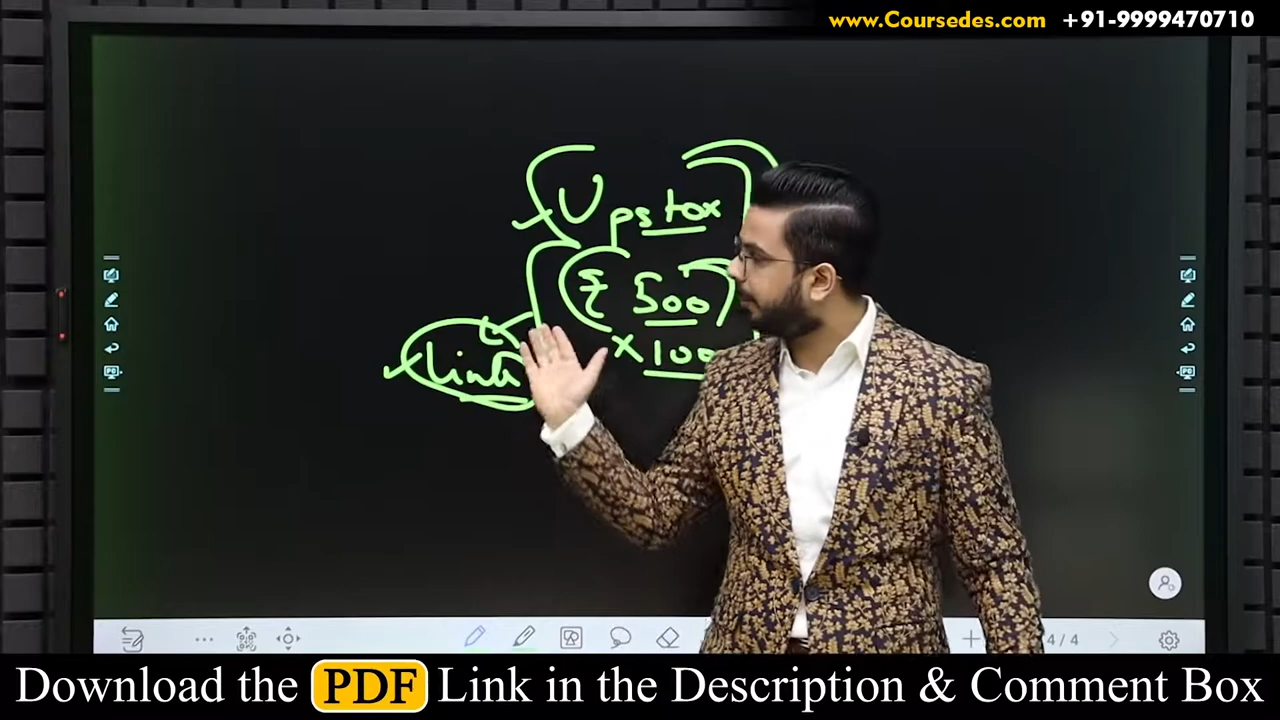 www.Coursedes.com +91-9999470710
Upstox
₹ 500
× 100
Link
4 / 4
Download the PDF Link in the Description & Comment Box